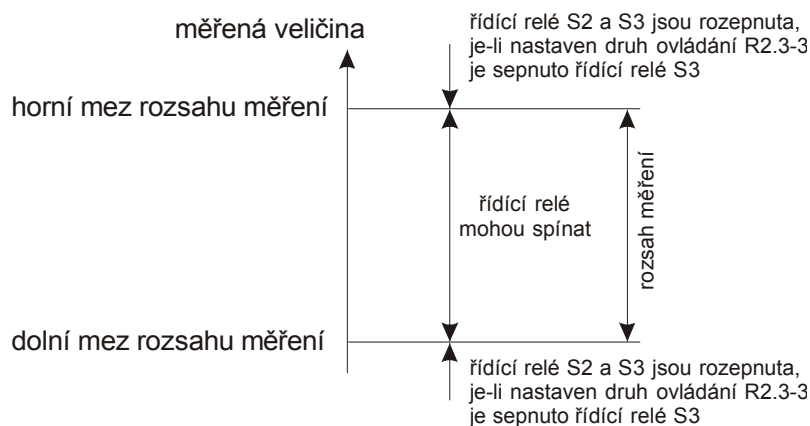 měřená veličina
řídící relé S2 a S3 jsou rozepnuta,
je-li nastaven druh ovládání R2.3-3
je sepnuto řídící relé S3
horní mez rozsahu měření
řídící relé
mohou spínat
rozsah měření
dolní mez rozsahu měření
řídící relé S2 a S3 jsou rozepnuta,
je-li nastaven druh ovládání R2.3-3
je sepnuto řídící relé S3